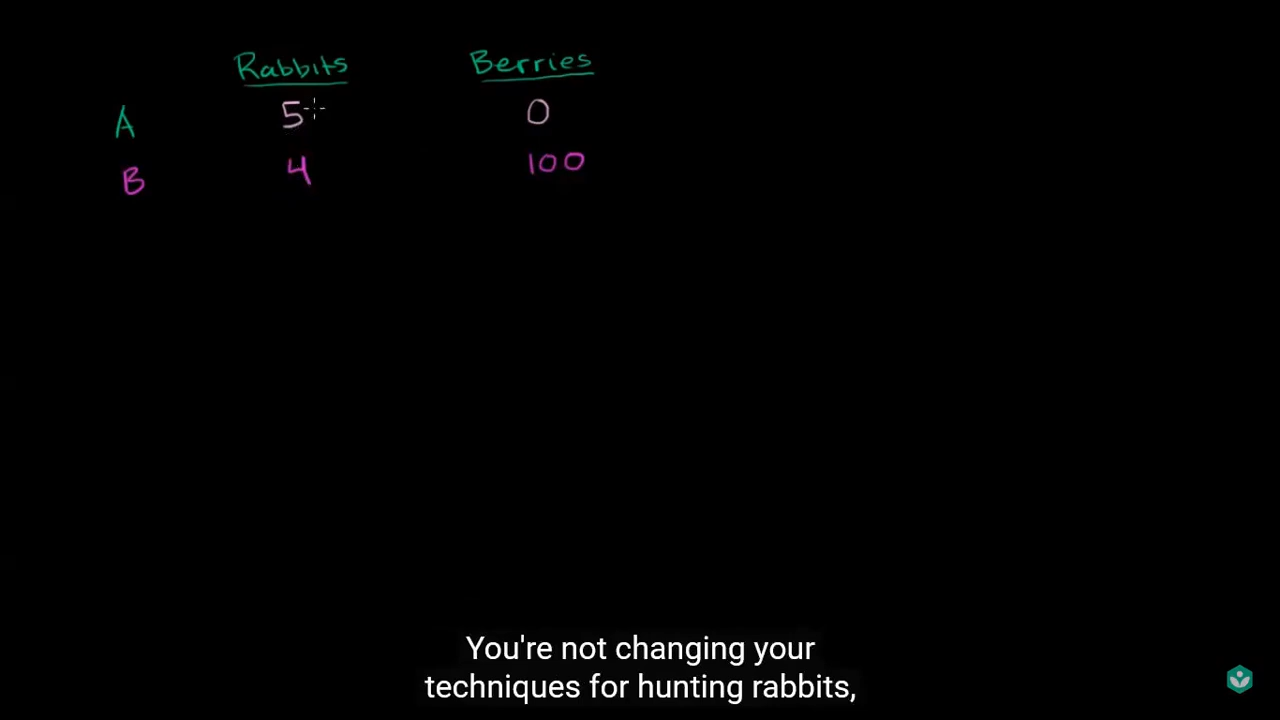 Rabbits Berries
A 5 0
B 4 100
You're not changing your
techniques for hunting rabbits,